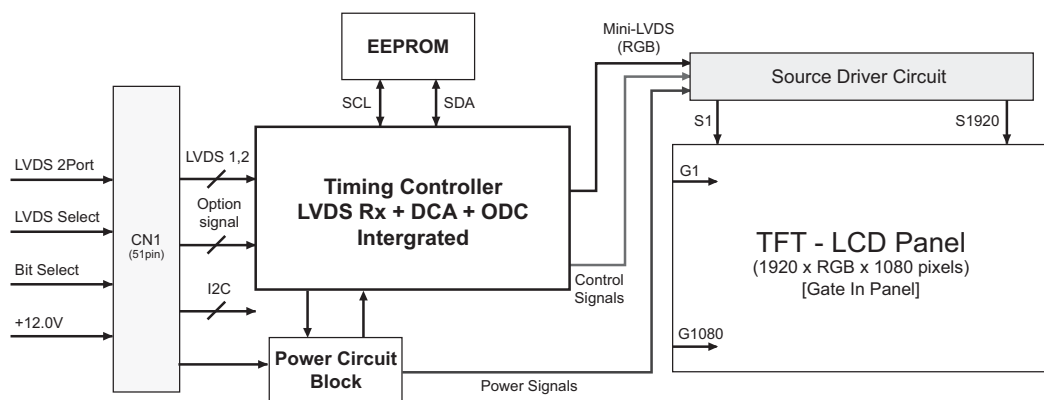 EEPROM
SCL
SDA
Mini-LVDS
(RGB)
Source Driver Circuit
S1
S1920
LVDS 2Port
LVDS Select
Bit Select
+12.0V
CN1
(51pin)
LVDS 1,2
Option
signal
I2C
Timing Controller
LVDS Rx + DCA + ODC
Intergrated
Control
Signals
Power Circuit
Block
Power Signals
G1
TFT - LCD Panel
(1920 x RGB x 1080 pixels)
[Gate In Panel]
G1080